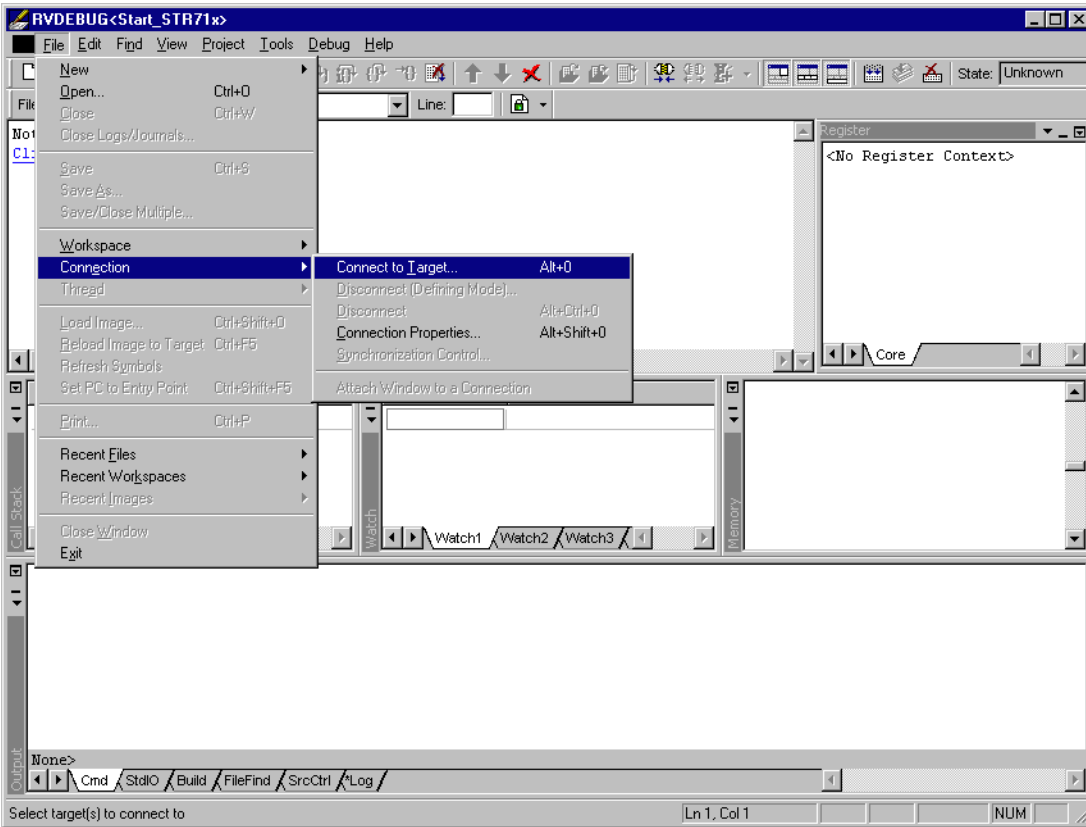 RVDEBUG<Start_STR71x>
File Edit Find View Project Tools Debug Help
State: Unknown
Line:
New
Open... Ctrl+O
Close Ctrl+W
Close Logs/Journals...
Save Ctrl+S
Save As...
Save/Close Multiple...
Workspace
Connection
Thread
Load Image... Ctrl+Shift+O
Reload Image to Target Ctrl+F5
Refresh Symbols
Set PC to Entry Point Ctrl+Shift+F5
Print... Ctrl+P
Recent Files
Recent Workspaces
Recent Images
Close Window
Exit
Connect to Target... Alt+0
Disconnect (Defining Mode)...
Disconnect Alt+Ctrl+0
Connection Properties... Alt+Shift+0
Synchronization Control...
Attach Window to a Connection
Register
<No Register Context>
Core
Call Stack
Watch
Watch1 Watch2 Watch3
Memory
Output
None>
Cmd StdIO Build FileFind SrcCtrl *Log
Select target(s) to connect to
Ln 1, Col 1
NUM